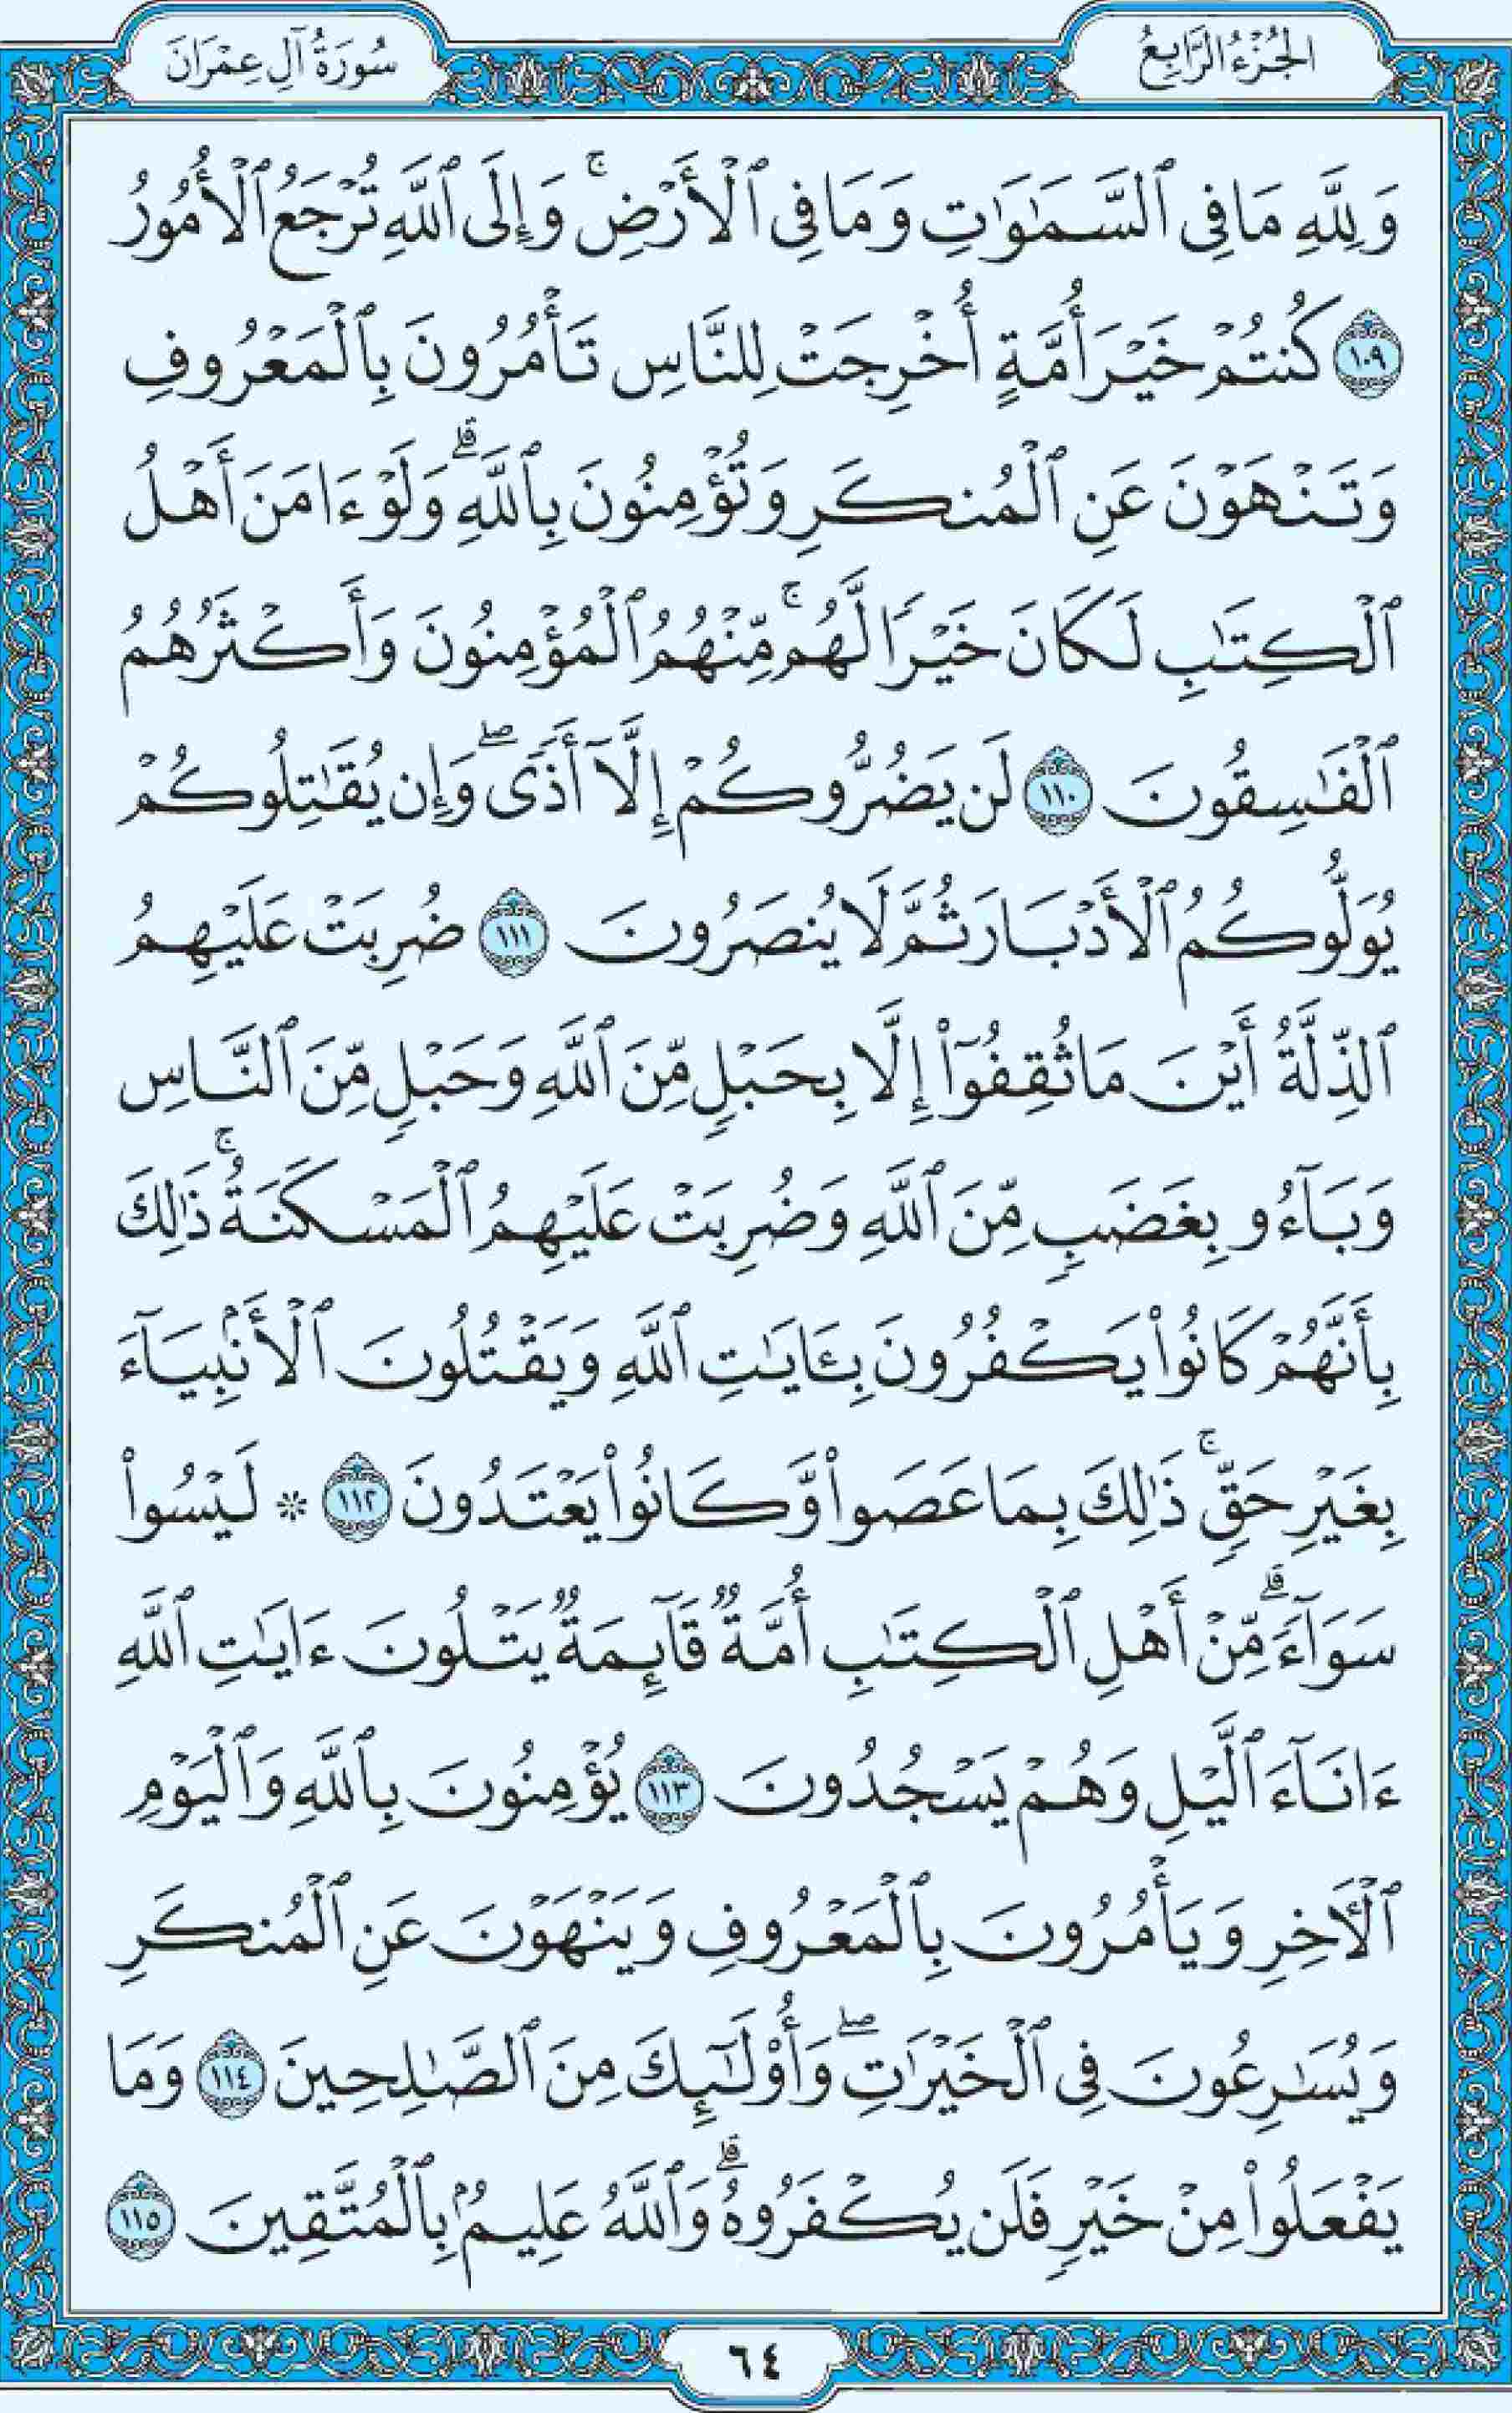 الجُزْءُ الرَّابِعُ
سُورَةُ آلِ عِمْرَانَ
وَلِلَّهِ مَا فِى ٱلسَّمَٰوَٰتِ وَمَا فِى ٱلْأَرْضِۚ وَإِلَى ٱللَّهِ تُرْجَعُ ٱلْأُمُورُ
١٠٩ كُنتُمْ خَيْرَ أُمَّةٍ أُخْرِجَتْ لِلنَّاسِ تَأْمُرُونَ بِٱلْمَعْرُوفِ
وَتَنْهَوْنَ عَنِ ٱلْمُنكَرِ وَتُؤْمِنُونَ بِٱللَّهِۗ وَلَوْ ءَامَنَ أَهْلُ
ٱلْكِتَٰبِ لَكَانَ خَيْرًا لَّهُمۚ مِّنْهُمُ ٱلْمُؤْمِنُونَ وَأَكْثَرُهُمُ
ٱلْفَٰسِقُونَ ١١٠ لَن يَضُرُّوكُمْ إِلَّآ أَذًىۖ وَإِن يُقَٰتِلُوكُمْ
يُوَلُّوكُمُ ٱلْأَدْبَارَ ثُمَّ لَا يُنصَرُونَ ١١١ ضُرِبَتْ عَلَيْهِمُ
ٱلذِّلَّةُ أَيْنَ مَا ثُقِفُوٓا۟ إِلَّا بِحَبْلٍ مِّنَ ٱللَّهِ وَحَبْلٍ مِّنَ ٱلنَّاسِ
وَبَآءُو بِغَضَبٍ مِّنَ ٱللَّهِ وَضُرِبَتْ عَلَيْهِمُ ٱلْمَسْكَنَةُۚ ذَٰلِكَ
بِأَنَّهُمْ كَانُوا۟ يَكْفُرُونَ بِـَٔايَٰتِ ٱللَّهِ وَيَقْتُلُونَ ٱلْأَنۢبِيَآءَ
بِغَيْرِ حَقٍّۚ ذَٰلِكَ بِمَا عَصَوا۟ وَّكَانُوا۟ يَعْتَدُونَ ١١٢ * لَيْسُوا۟
سَوَآءًۗ مِّنْ أَهْلِ ٱلْكِتَٰبِ أُمَّةٌ قَآئِمَةٌ يَتْلُونَ ءَايَٰتِ ٱللَّهِ
ءَانَآءَ ٱلَّيْلِ وَهُمْ يَسْجُدُونَ ١١٣ يُؤْمِنُونَ بِٱللَّهِ وَٱلْيَوْمِ
ٱلْـَٔاخِرِ وَيَأْمُرُونَ بِٱلْمَعْرُوفِ وَيَنْهَوْنَ عَنِ ٱلْمُنكَرِ
وَيُسَٰرِعُونَ فِى ٱلْخَيْرَٰتِۖ وَأُو۟لَٰٓئِكَ مِنَ ٱلصَّٰلِحِينَ ١١٤ وَمَا
يَفْعَلُوا۟ مِنْ خَيْرٍ فَلَن يُكْفَرُوهُۗ وَٱللَّهُ عَلِيمٌۢ بِٱلْمُتَّقِينَ ١١٥
٦٤